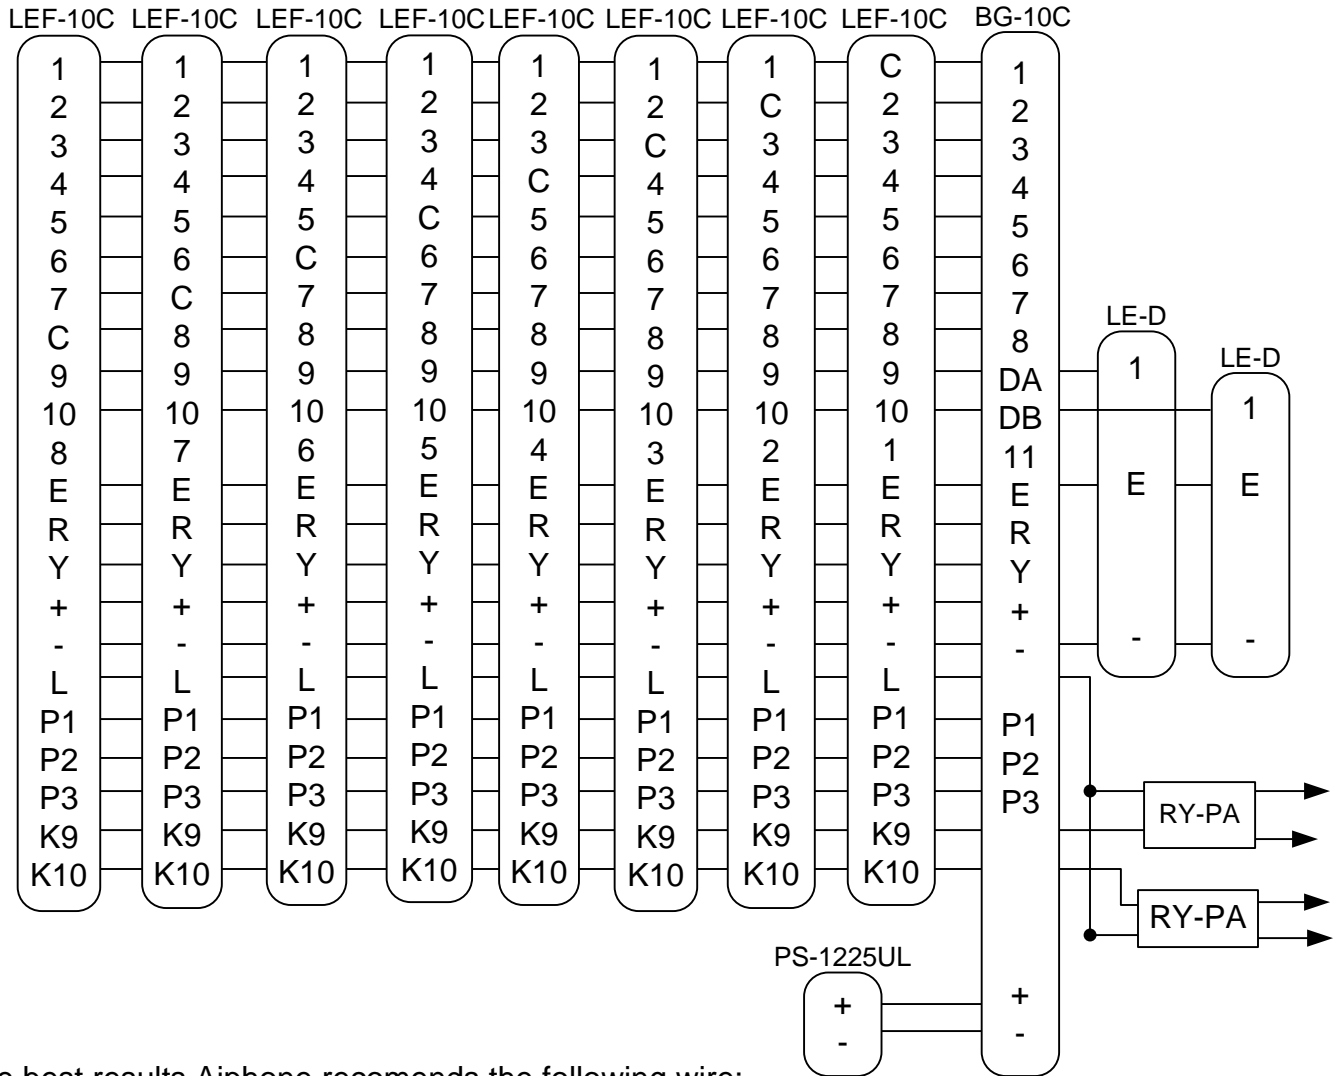 LEF-10C LEF-10C LEF-10C LEF-10C LEF-10C LEF-10C LEF-10C LEF-10C BG-10C
1 1 1 1 1 1 1 C 1
2 2 2 2 2 2 C 2 2
3 3 3 3 3 C 3 3 3
4 4 4 4 C 4 4 4 4
5 5 5 C 5 5 5 5 5
6 6 C 6 6 6 6 6 6
7 C 7 7 7 7 7 7 7
C 8 8 8 8 8 8 8 8
9 9 9 9 9 9 9 9 DA
10 10 10 10 10 10 10 10 DB
8 7 6 5 4 3 2 1 11
E E E E E E E E E
R R R R R R R R R
Y Y Y Y Y Y Y Y Y
+ + + + + + + + +
- - - - - - - - -
L L L L L L L L
P1 P1 P1 P1 P1 P1 P1 P1 P1
P2 P2 P2 P2 P2 P2 P2 P2 P2
P3 P3 P3 P3 P3 P3 P3 P3 P3
K9 K9 K9 K9 K9 K9 K9 K9
K10 K10 K10 K10 K10 K10 K10 K10
+
-
LE-D
1
E
-
LE-D
1
E
-
RY-PA
RY-PA
PS-1225UL
+
-
best results Aiphone recomends the following wire: